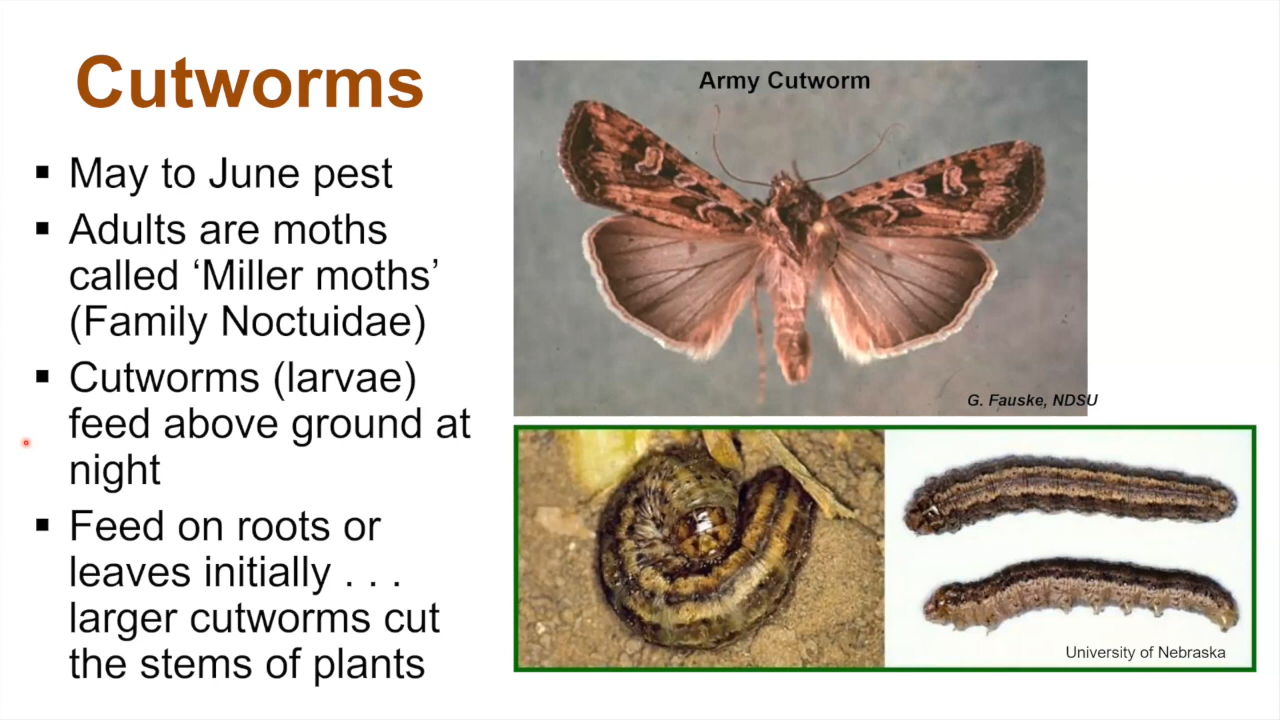 Cutworms
▪ May to June pest
▪ Adults are moths
called ‘Miller moths’
(Family Noctuidae)
▪ Cutworms (larvae)
feed above ground at
night
▪ Feed on roots or
leaves initially . . .
larger cutworms cut
the stems of plants
Army Cutworm
G. Fauske, NDSU
University of Nebraska